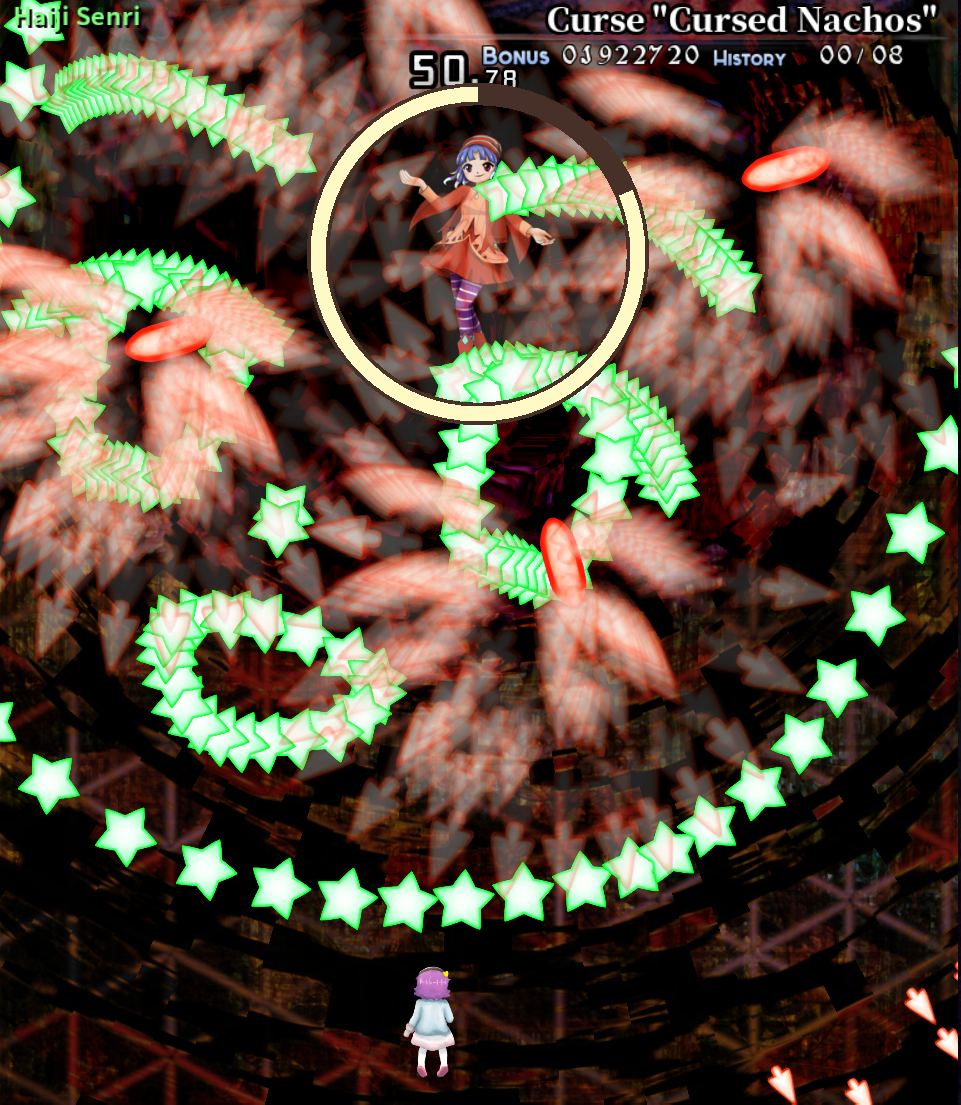 Haiji Senri
Curse "Cursed Nachos"
50.78
Bonus 03922720 History 00/08